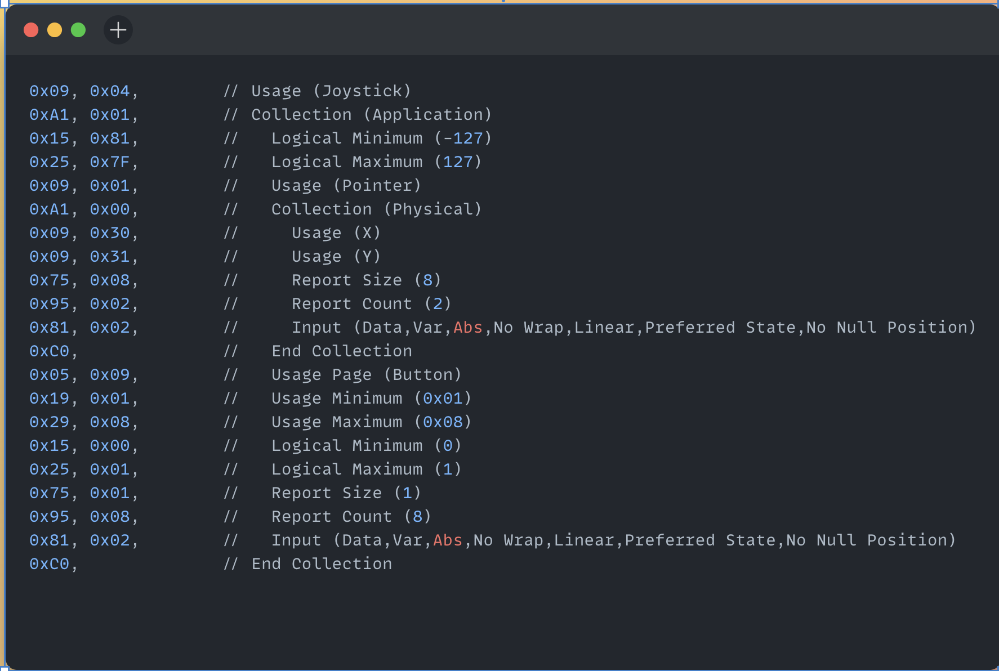 0x09, 0x04,         // Usage (Joystick)
0xA1, 0x01,         // Collection (Application)
0x15, 0x81,         //   Logical Minimum (-127)
0x25, 0x7F,         //   Logical Maximum (127)
0x09, 0x01,         //   Usage (Pointer)
0xA1, 0x00,         //   Collection (Physical)
0x09, 0x30,         //     Usage (X)
0x09, 0x31,         //     Usage (Y)
0x75, 0x08,         //     Report Size (8)
0x95, 0x02,         //     Report Count (2)
0x81, 0x02,         //     Input (Data,Var,Abs,No Wrap,Linear,Preferred State,No Null Position)
0xC0,               //   End Collection
0x05, 0x09,         //   Usage Page (Button)
0x19, 0x01,         //   Usage Minimum (0x01)
0x29, 0x08,         //   Usage Maximum (0x08)
0x15, 0x00,         //   Logical Minimum (0)
0x25, 0x01,         //   Logical Maximum (1)
0x75, 0x01,         //   Report Size (1)
0x95, 0x08,         //   Report Count (8)
0x81, 0x02,         //   Input (Data,Var,Abs,No Wrap,Linear,Preferred State,No Null Position)
0xC0,               // End Collection